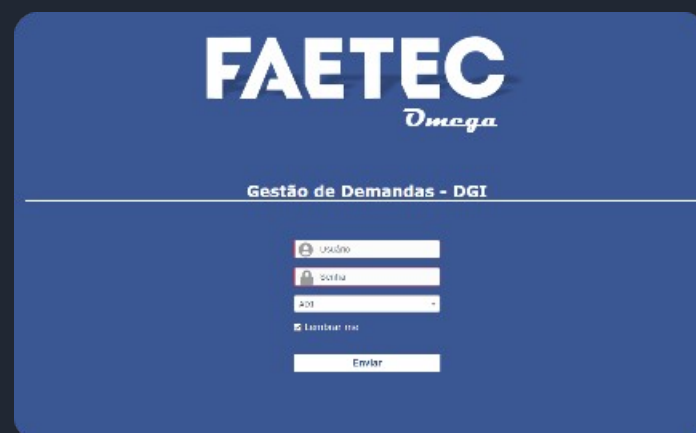 FAETEC
Omega
Gestão de Demandas - DGI
Usuário
Senha
Lembrar me
Enviar